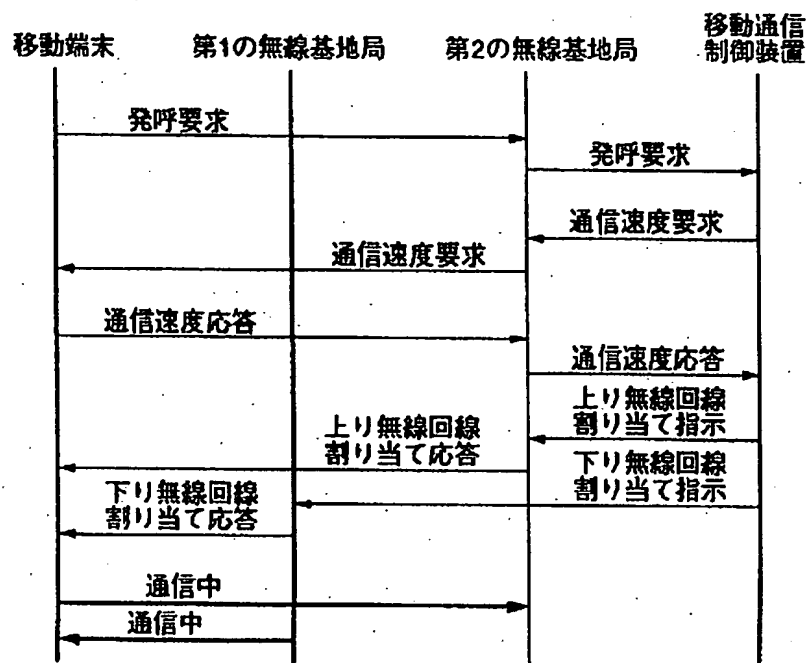 移動端末
第1の無線基地局
第2の無線基地局
移動通信
制御装置
発呼要求
発呼要求
通信速度要求
通信速度要求
通信速度応答
通信速度応答
上り無線回線
割り当て指示
上り無線回線
割り当て応答
下り無線回線
割り当て指示
下り無線回線
割り当て応答
通信中
通信中